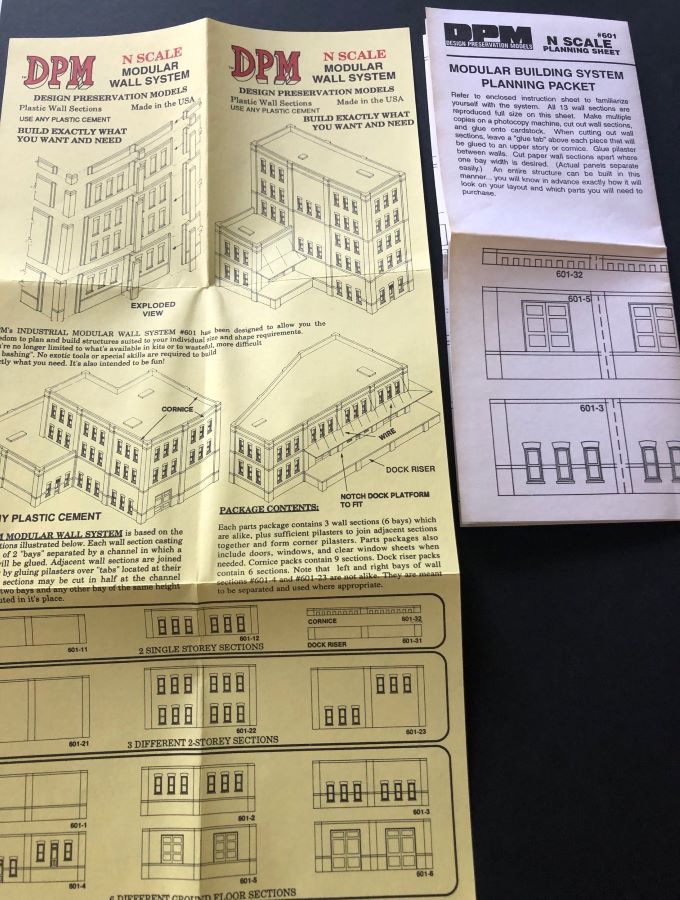 DPM
N SCALE
MODULAR
WALL SYSTEM
DESIGN PRESERVATION MODELS
Plastic Wall Sections Made in the USA
USE ANY PLASTIC CEMENT
BUILD EXACTLY WHAT
YOU WANT AND NEED
EXPLODED
VIEW
DPM
N SCALE
MODULAR
WALL SYSTEM
DESIGN PRESERVATION MODELS
Plastic Wall Sections Made in the USA
USE ANY PLASTIC CEMENT
BUILD EXACTLY WHAT
YOU WANT AND NEED
PM's INDUSTRIAL MODULAR WALL SYSTEM #601 has been designed to allow you the
edom to plan and build structures suited to your individual size and shape requirements.
're no longer limited to what's available in kits or to wasteful, more difficult
bashing". No exotic tools or special skills are required to build
ctly what you need. It's also intended to be fun!
CORNICE
WIRE
DOCK RISER
NOTCH DOCK PLATFORM
TO FIT
NY PLASTIC CEMENT
M MODULAR WALL SYSTEM is based on the
tions illustrated below. Each wall section casting
of 2 "bays" separated by a channel in which a
will be glued. Adjacent wall sections are joined
by gluing pilasters over "tabs" located at their
sections may be cut in half at the channel
two bays and any other bay of the same height
uted in it's place.
PACKAGE CONTENTS:
Each parts package contains 3 wall sections (6 bays) which
are alike, plus sufficient pilasters to join adjacent sections
together and form corner pilasters. Parts packages also
include doors, windows, and clear window sheets when
needed. Cornice packs contain 9 sections. Dock riser packs
contain 6 sections. Note that left and right bays of wall
sections #601-4 and #601-23 are not alike. They are meant
to be separated and used where appropriate.
601-11
601-12
CORNICE 601-32
DOCK RISER 601-31
2 SINGLE STOREY SECTIONS
601-21
601-22
601-23
3 DIFFERENT 2-STOREY SECTIONS
601-1
601-2
601-3
601-4
601-5
601-6
6 DIFFERENT GROUND FLOOR SECTIONS
DPM
DESIGN PRESERVATION MODELS
#601
N SCALE
PLANNING SHEET
MODULAR BUILDING SYSTEM
PLANNING PACKET
Refer to enclosed instruction sheet to familiarize
yourself with the system. All 13 wall sections are
reproduced full size on this sheet. Make multiple
copies on a photocopy machine, cut out wall sections,
and glue onto cardstock. When cutting out wall
sections, leave a "glue tab" above each piece that will
be glued to an upper story or cornice. Glue pilaster
between walls. Cut paper wall sections apart where
one bay width is desired. (Actual panels separate
easily.) An entire structure can be built in this
manner... you will know in advance exactly how it will
look on your layout and which parts you will need to
purchase.
601-32
601-5
601-3